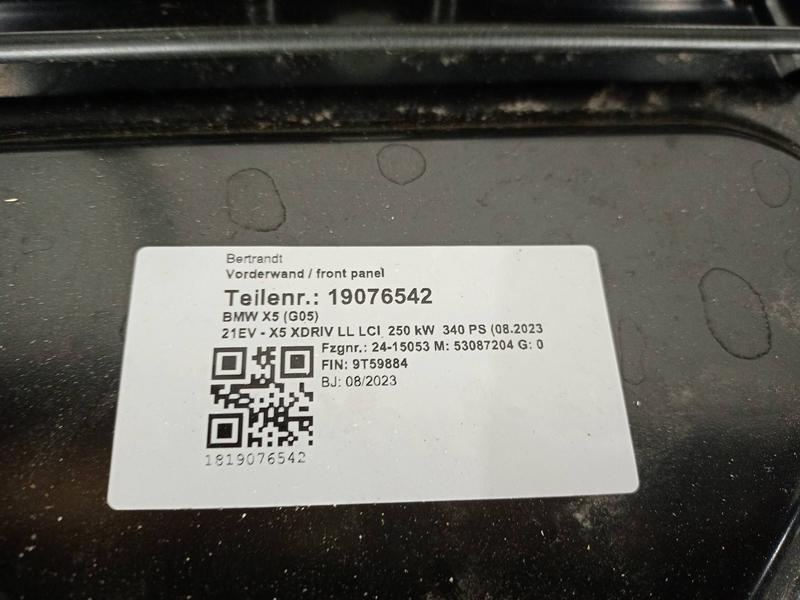 Bertrandt
Vorderwand / front panel
Teilenr.: 19076542
BMW X5 (G05)
21EV - X5 XDRIV LL LCI, 250 kW 340 PS (08.2023
Fzgnr.: 24-15053 M: 53087204 G: 0
FIN: 9T59884
BJ: 08/2023
1819076542